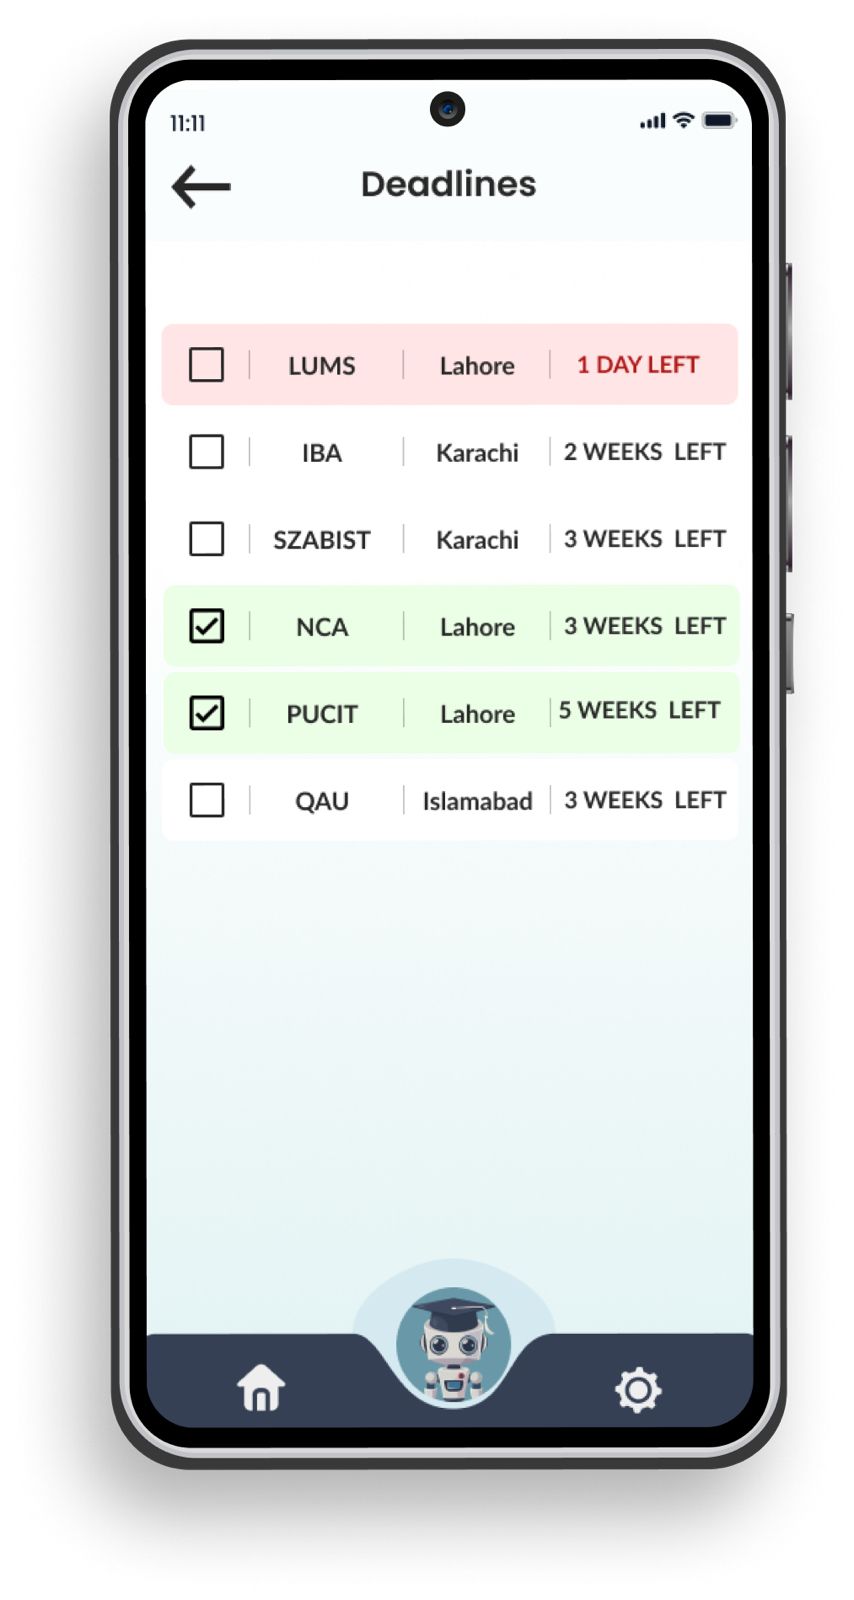 11:11
Deadlines
LUMS Lahore 1 DAY LEFT
IBA Karachi 2 WEEKS LEFT
SZABIST Karachi 3 WEEKS LEFT
NCA Lahore 3 WEEKS LEFT
PUCIT Lahore 5 WEEKS LEFT
QAU Islamabad 3 WEEKS LEFT